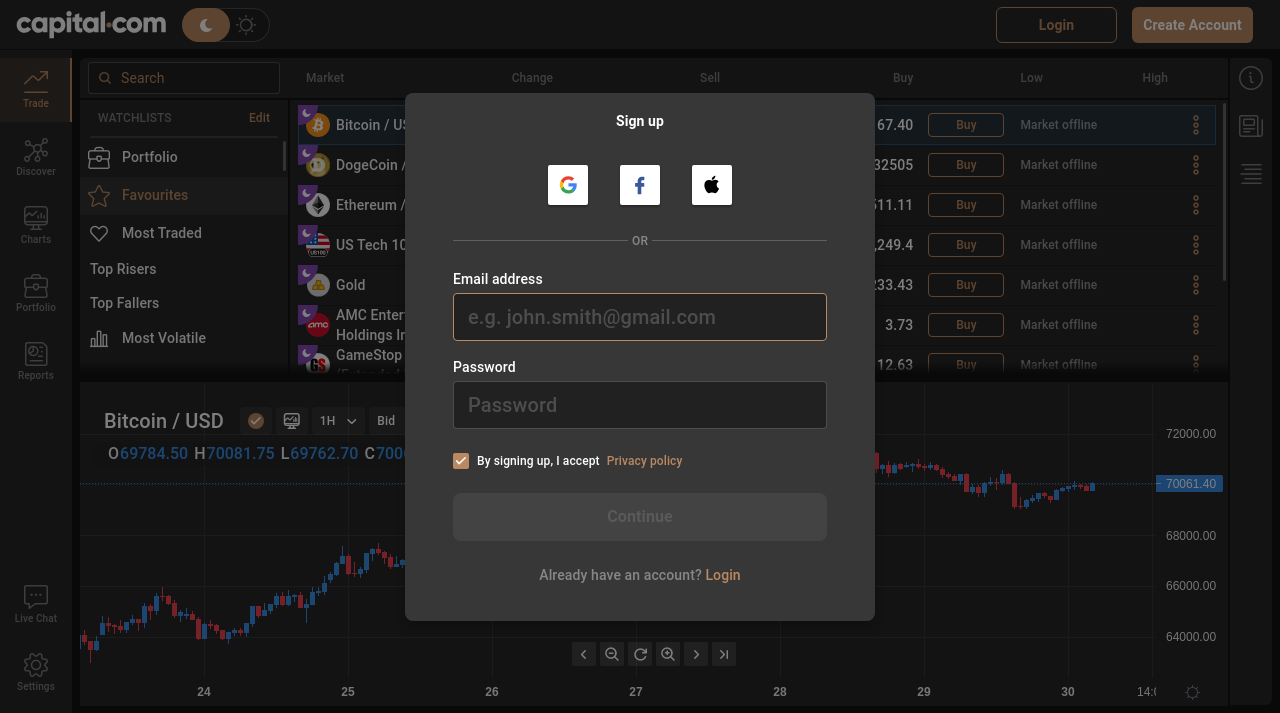 capital.com
Login
Create Account
Trade
Discover
Charts
Portfolio
Reports
Live Chat
Settings
Search
WATCHLISTS
Edit
Portfolio
Favourites
Most Traded
Top Risers
Top Fallers
Most Volatile
Market Change Sell Buy Low High
Bitcoin / US 67.40 Buy Market offline
DogeCoin / 32505 Buy Market offline
Ethereum / 511.11 Buy Market offline
US Tech 10 ,249.4 Buy Market offline
Gold 233.43 Buy Market offline
AMC Enter
Holdings In 3.73 Buy Market offline
GameStop
12.63 Buy Market offline
Sign up
OR
Email address
e.g. john.smith@gmail.com
Password
Password
By signing up, I accept Privacy policy
Continue
Already have an account? Login
Bitcoin / USD 1H Bid
O69784.50 H70081.75 L69762.70 C700
72000.00
70061.40
68000.00
66000.00
64000.00
24 25 26 27 28 29 30 14: